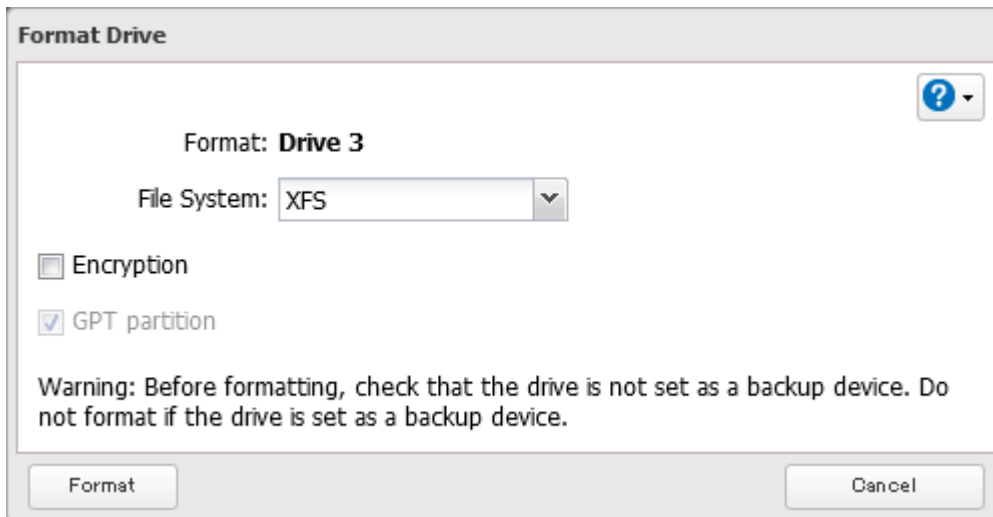 Format Drive
?
Format: Drive 3
File System: XFS
Encryption
GPT partition
Warning: Before formatting, check that the drive is not set as a backup device. Do
not format if the drive is set as a backup device.
Format
Cancel